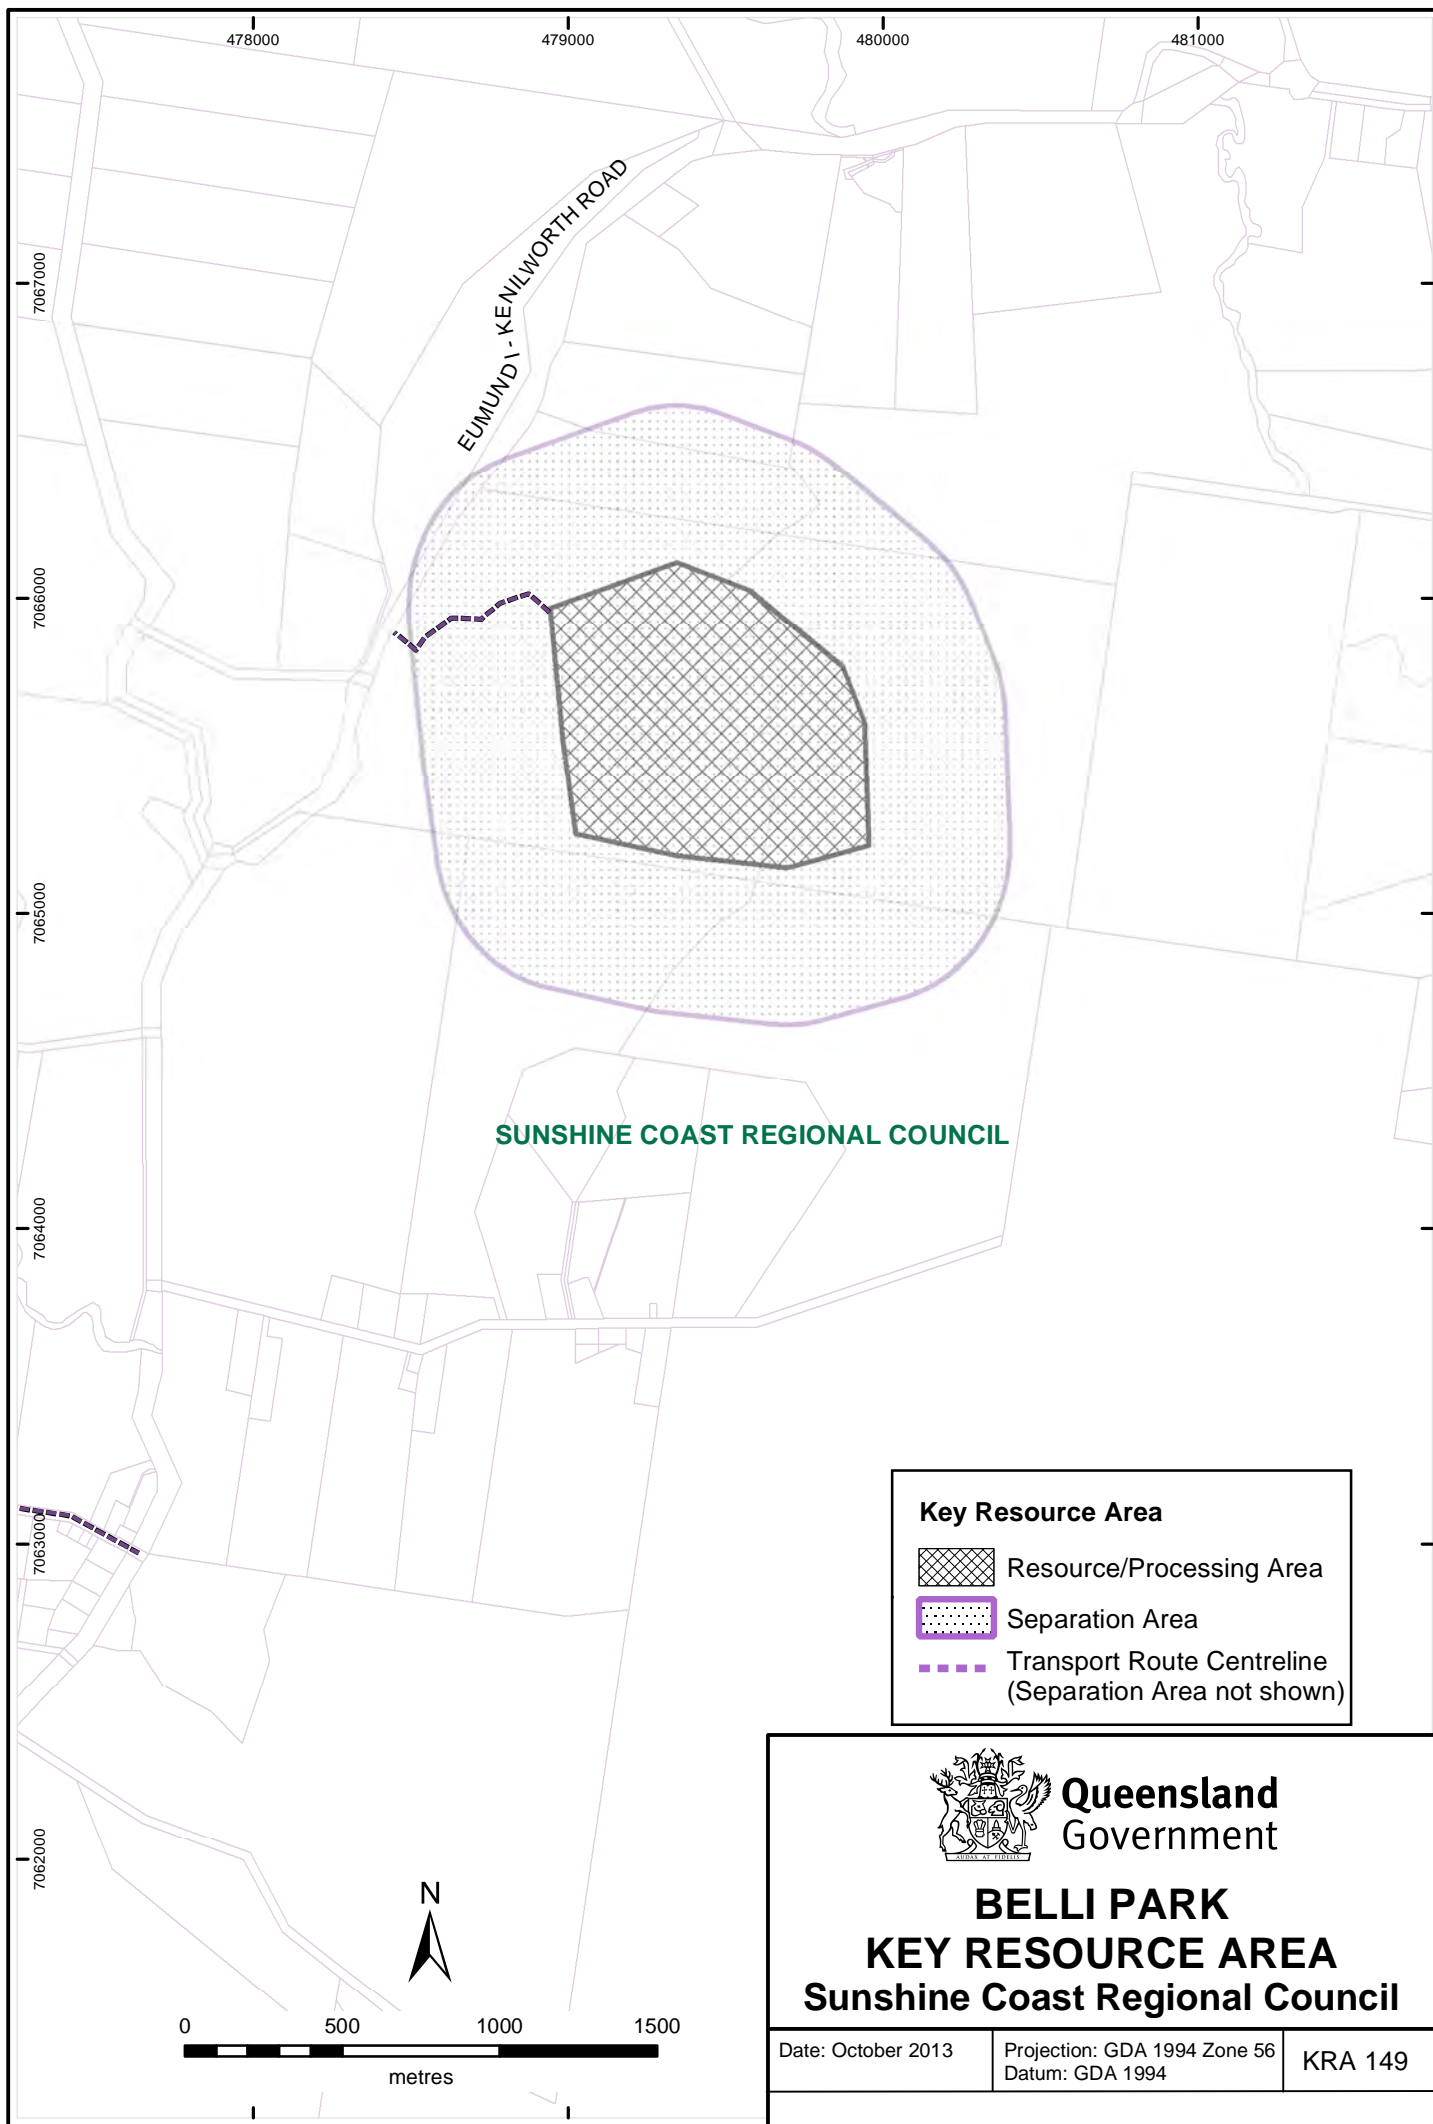 478000
479000
480000
481000
7067000
7066000
7065000
7064000
7063000
7062000
EUMUNDI - KENILWORTH ROAD
SUNSHINE COAST REGIONAL COUNCIL
Key Resource Area
Resource/Processing Area
Separation Area
Transport Route Centreline
(Separation Area not shown)
AUDAX AT FIDELIS
Queensland
Government
BELLI PARK
KEY RESOURCE AREA
Sunshine Coast Regional Council
Date: October 2013
Projection: GDA 1994 Zone 56
Datum: GDA 1994
KRA 149
N
0 500 1000 1500
metres